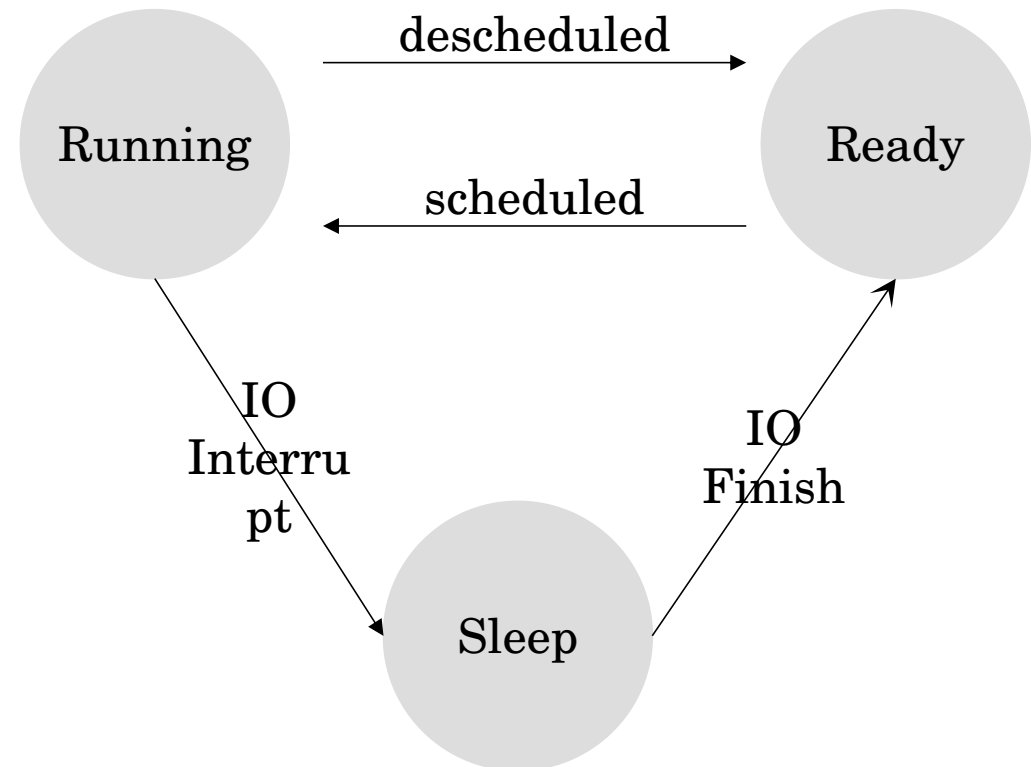 descheduled
Running
Ready
scheduled
IO
Interru
pt
IO
Finish
Sleep